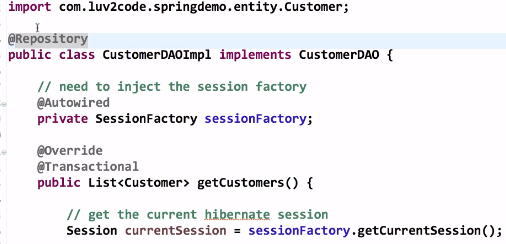 import com.luv2code.springdemo.entity.Customer;
@Repository
public class CustomerDAOImpl implements CustomerDAO {
// need to inject the session factory
@Autowired
private SessionFactory sessionFactory;
@Override
@Transactional
public List<Customer> getCustomers() {
// get the current hibernate session
Session currentSession = sessionFactory.getCurrentSession();